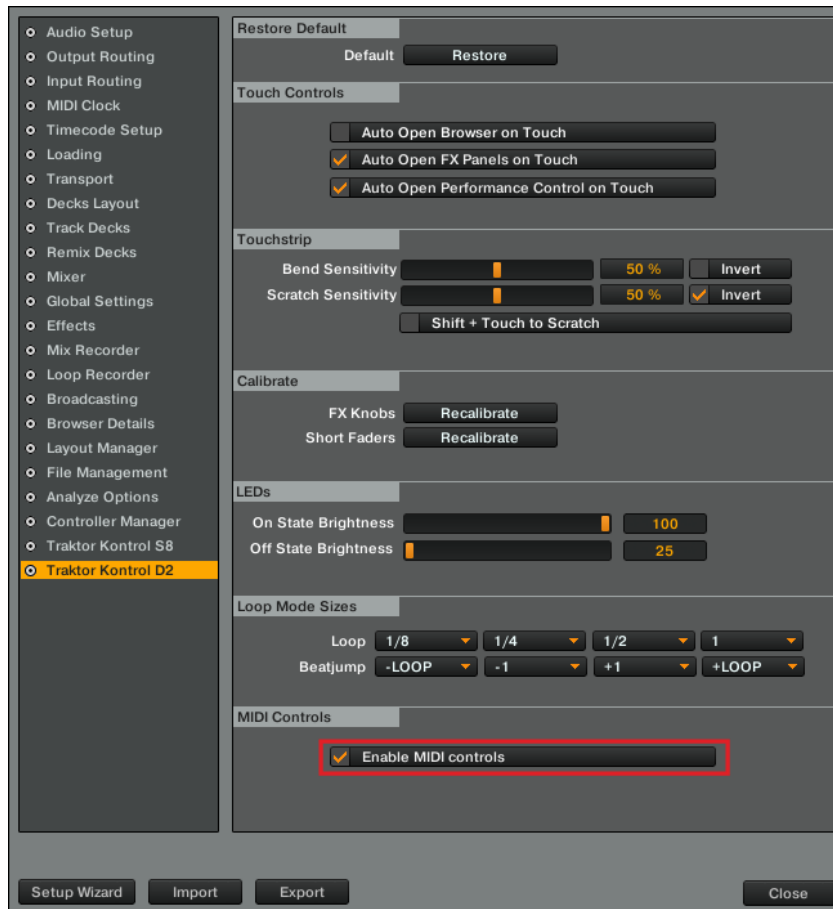 Audio Setup
Output Routing
Input Routing
MIDI Clock
Timecode Setup
Loading
Transport
Decks Layout
Track Decks
Remix Decks
Mixer
Global Settings
Effects
Mix Recorder
Loop Recorder
Broadcasting
Browser Details
Layout Manager
File Management
Analyze Options
Controller Manager
Traktor Kontrol S8
Traktor Kontrol D2
Restore Default
Default Restore
Touch Controls
Auto Open Browser on Touch
Auto Open FX Panels on Touch
Auto Open Performance Control on Touch
Touchstrip
Bend Sensitivity 50 % Invert
Scratch Sensitivity 50 % Invert
Shift + Touch to Scratch
Calibrate
FX Knobs Recalibrate
Short Faders Recalibrate
LEDs
On State Brightness 100
Off State Brightness 25
Loop Mode Sizes
Loop 1/8 1/4 1/2 1
Beatjump -LOOP -1 +1 +LOOP
MIDI Controls
Enable MIDI controls
Setup Wizard Import Export Close